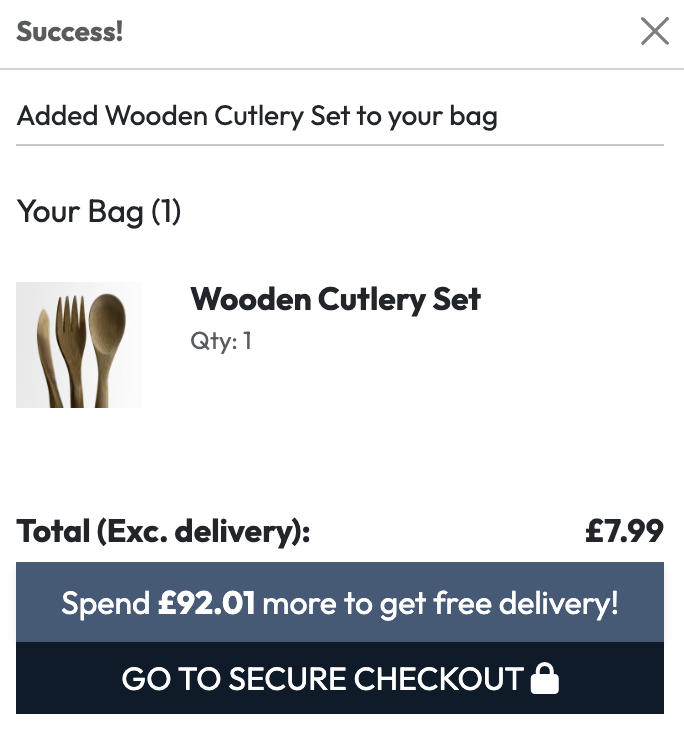 Success!
Added Wooden Cutlery Set to your bag
Your Bag (1)
Wooden Cutlery Set
Qty: 1
Total (Exc. delivery): £7.99
Spend £92.01 more to get free delivery!
GO TO SECURE CHECKOUT